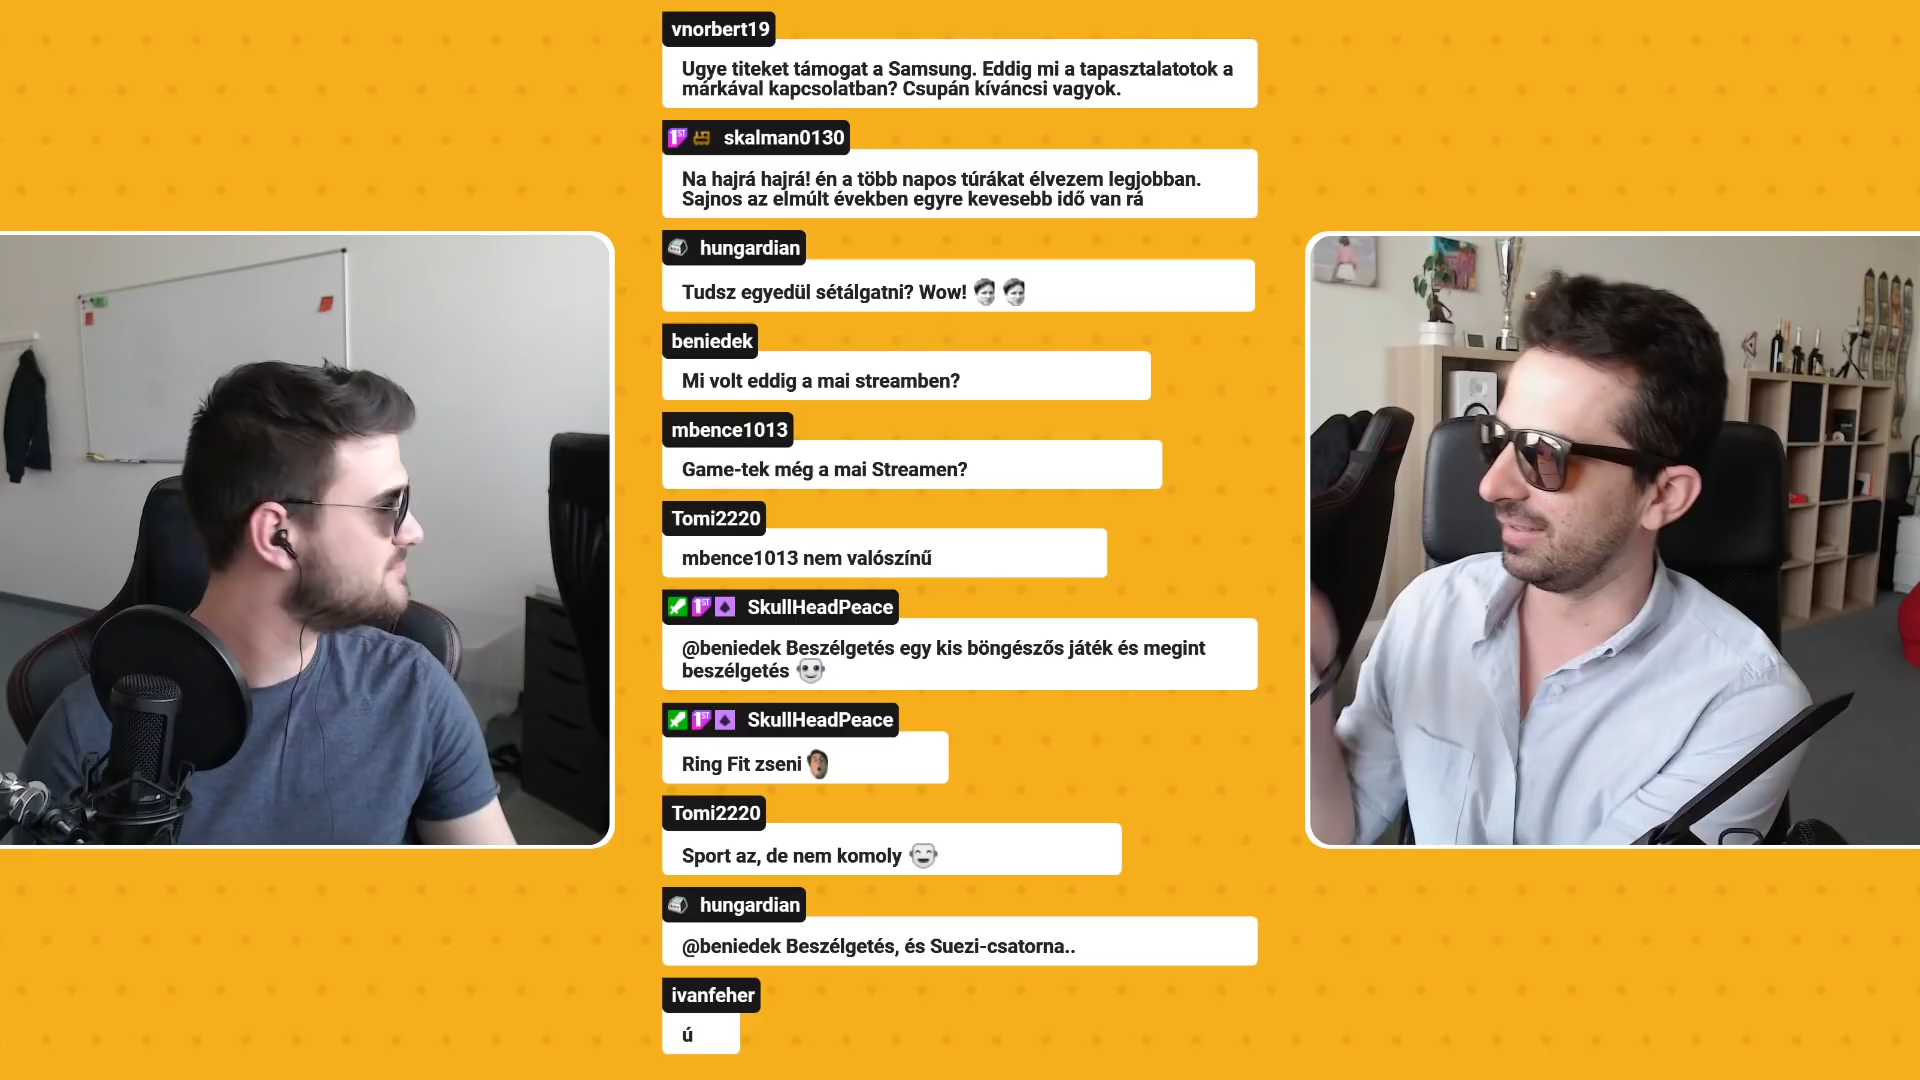 vnorbert19
Ugye titeket támogat a Samsung. Eddig mi a tapasztalatotok a
márkával kapcsolatban? Csupán kíváncsi vagyok.
1ST skalman0130
Na hajrá hajrá! én a több napos túrákat élvezem legjobban.
Sajnos az elmúlt években egyre kevesebb idő van rá
hungardian
Tudsz egyedül sétálgatni? Wow!
beniedek
Mi volt eddig a mai streamben?
mbence1013
Game-tek még a mai Streamen?
Tomi2220
mbence1013 nem valószínű
1ST SkullHeadPeace
@beniedek Beszélgetés egy kis böngészős játék és megint
beszélgetés
1ST SkullHeadPeace
Ring Fit zseni
Tomi2220
Sport az, de nem komoly
hungardian
@beniedek Beszélgetés, és Suezi-csatorna..
ivanfeher
ú